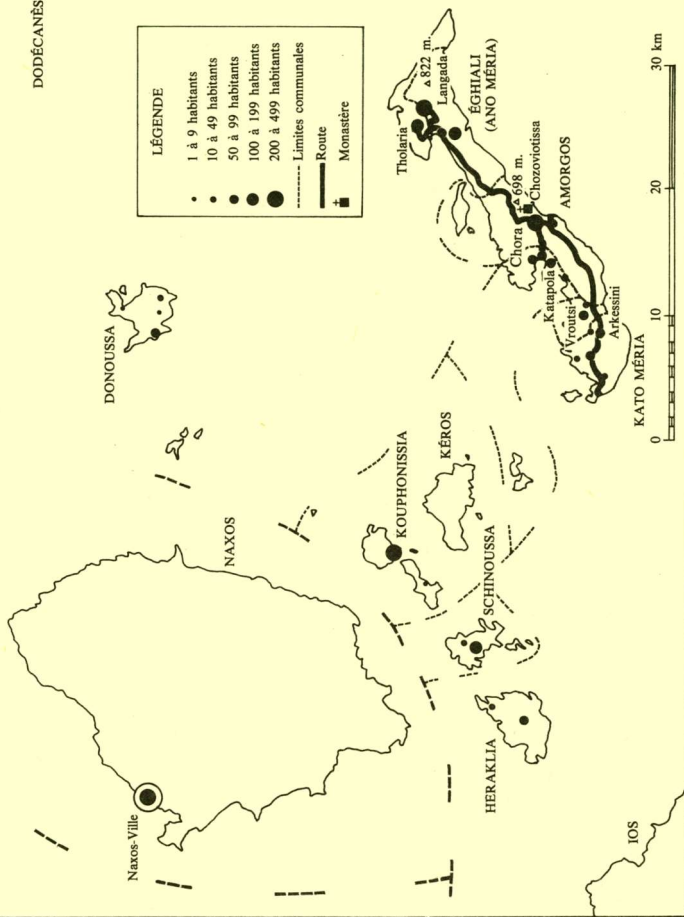 DODÉCANÈS
LÉGENDE
1 à 9 habitants
10 à 49 habitants
50 à 99 habitants
100 à 199 habitants
200 à 499 habitants
Limites communales
Route
Monastère
DONOUSSA
NAXOS
Naxos-Ville
KOUPHONISSIA
KÉROS
SCHINOUSSA
HERAKLIA
IOS
Tholaria
822 m.
Langada
ÉGHIALI
(ANO MÉRIA)
698 m.
Chozoviotissa
Chora
AMORGOS
Katapola
Vroutsi
Arkessini
KATO MÉRIA
0 10 20 30 km